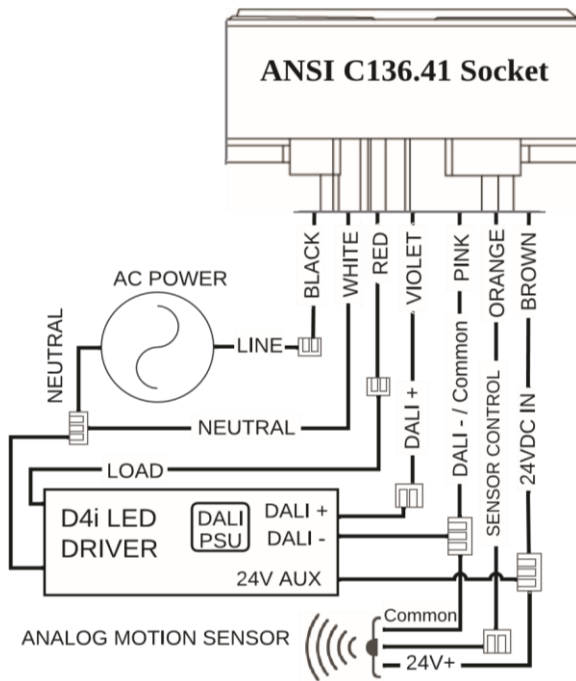 ANSI C136.41 Socket
BLACK
WHITE
RED
VIOLET
PINK
ORANGE
BROWN
AC POWER
NEUTRAL
LINE
NEUTRAL
LOAD
DALI +
DALI - / Common
SENSOR CONTROL
24VDC IN
D4i LED
DRIVER
DALI
PSU
DALI +
DALI -
24V AUX
ANALOG MOTION SENSOR
Common
24V+